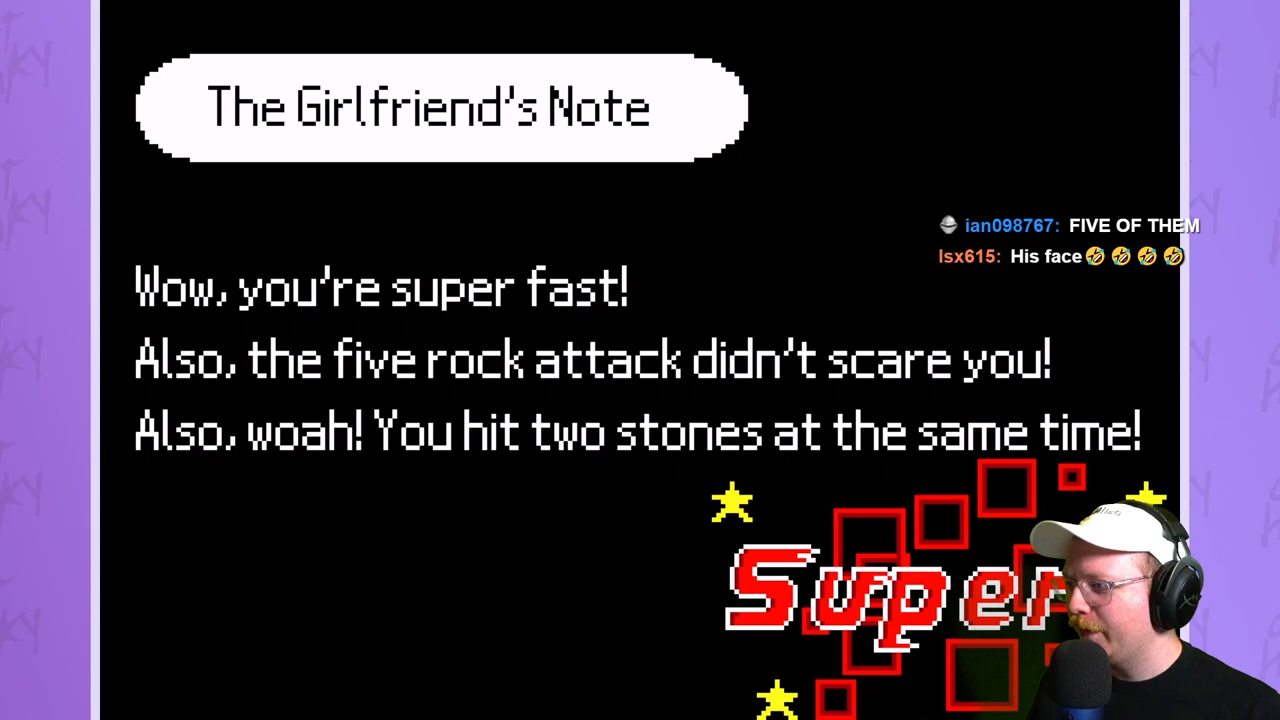 The Girlfriend's Note
ian098767: FIVE OF THEM
lsx615: His face🤣🤣🤣🤣
Wow, you're super fast!
Also, the five rock attack didn't scare you!
Also, woah! You hit two stones at the same time!
Super